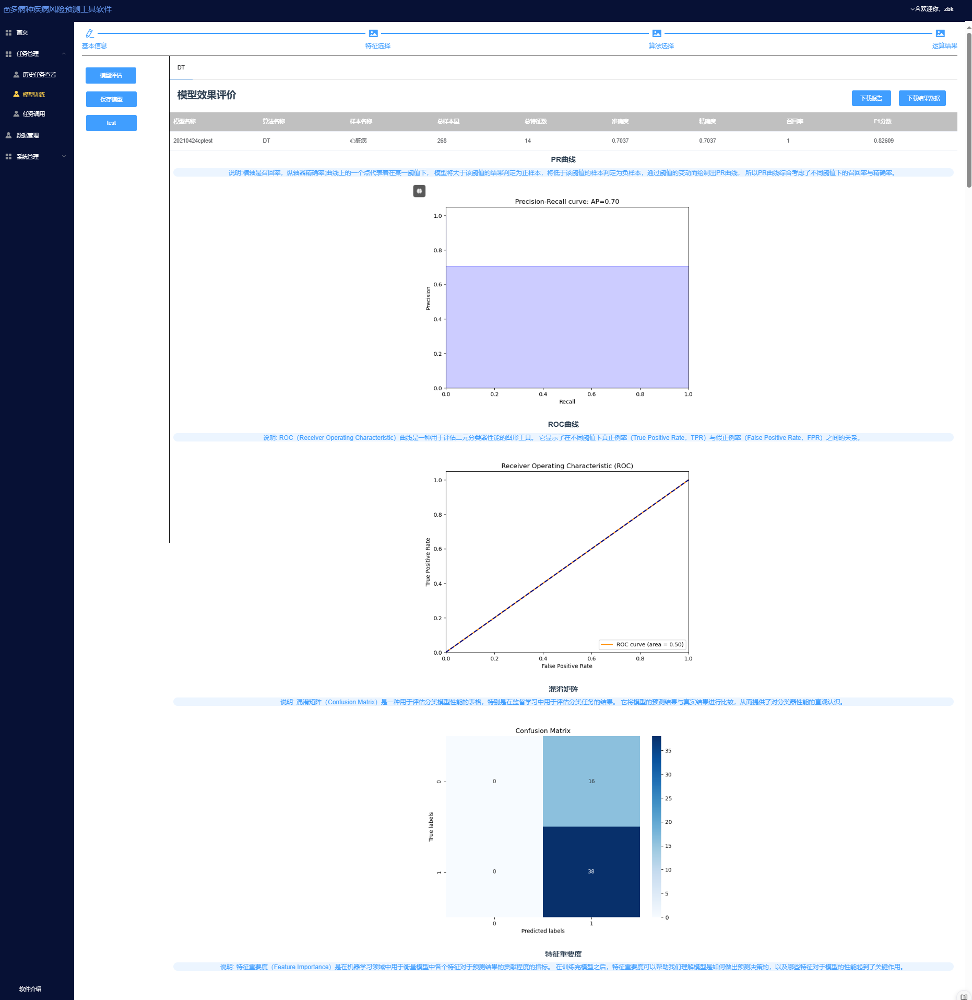 多病种疾病风险预测工具软件
欢迎你，zbk
首页
任务管理
历史任务查看
模型训练
任务调用
数据管理
系统管理
软件介绍
基本信息
特征选择
算法选择
运算结果
模型评估
保存模型
test
DT
模型效果评价
下载报告
下载结果数据
模型名称 算法名称 样本名称 总样本量 总特征数 准确度 精确度 召回率 F1分数
20210424cptest DT 心脏病 268 14 0.7037 0.7037 1 0.82609
PR曲线
说明:横轴是召回率，纵轴器精确率;曲线上的一个点代表着在某一阈值下， 模型将大于该阈值的结果判定为正样本，将低于该阈值的样本判定为负样本，通过阈值的变动而绘制出PR曲线， 所以PR曲线综合考虑了不同阈值下的召回率与精确率。
Precision-Recall curve: AP=0.70
1.0
0.8
0.6
0.4
0.2
0.0
Precision
0.0 0.2 0.4 0.6 0.8 1.0
Recall
ROC曲线
说明: ROC（Receiver Operating Characteristic）曲线是一种用于评估二元分类器性能的图形工具。 它显示了在不同阈值下真正例率（True Positive Rate，TPR）与假正例率（False Positive Rate，FPR）之间的关系。
Receiver Operating Characteristic (ROC)
1.0
0.8
0.6
0.4
0.2
0.0
True Positive Rate
ROC curve (area = 0.50)
0.0 0.2 0.4 0.6 0.8 1.0
False Positive Rate
混淆矩阵
说明: 混淆矩阵（Confusion Matrix）是一种用于评估分类模型性能的表格，特别是在监督学习中用于评估分类任务的结果。 它将模型的预测结果与真实结果进行比较，从而提供了对分类器性能的直观认识。
Confusion Matrix
0 0 16
1 0 38
True labels
0 1
Predicted labels
35
30
25
20
15
10
5
0
特征重要度
说明: 特征重要度（Feature Importance）是在机器学习领域中用于衡量模型中各个特征对于预测结果的贡献程度的指标。 在训练完模型之后，特征重要度可以帮助我们理解模型是如何做出预测决策的，以及哪些特征对于模型的性能起到了关键作用。